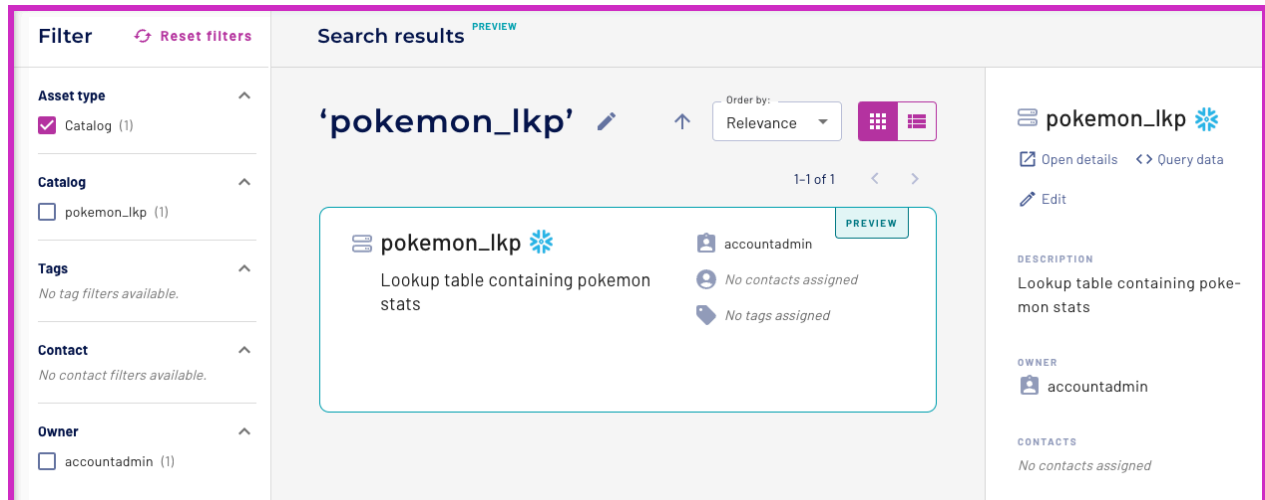 Filter
Reset filters
Asset type
Catalog (1)
Catalog
pokemon_lkp (1)
Tags
No tag filters available.
Contact
No contact filters available.
Owner
accountadmin (1)
Search results PREVIEW
‘pokemon_lkp’
Order by:
Relevance
1–1 of 1
PREVIEW
pokemon_lkp
Lookup table containing pokemon
stats
accountadmin
No contacts assigned
No tags assigned
pokemon_lkp
Open details
Query data
Edit
DESCRIPTION
Lookup table containing poke-
mon stats
OWNER
accountadmin
CONTACTS
No contacts assigned